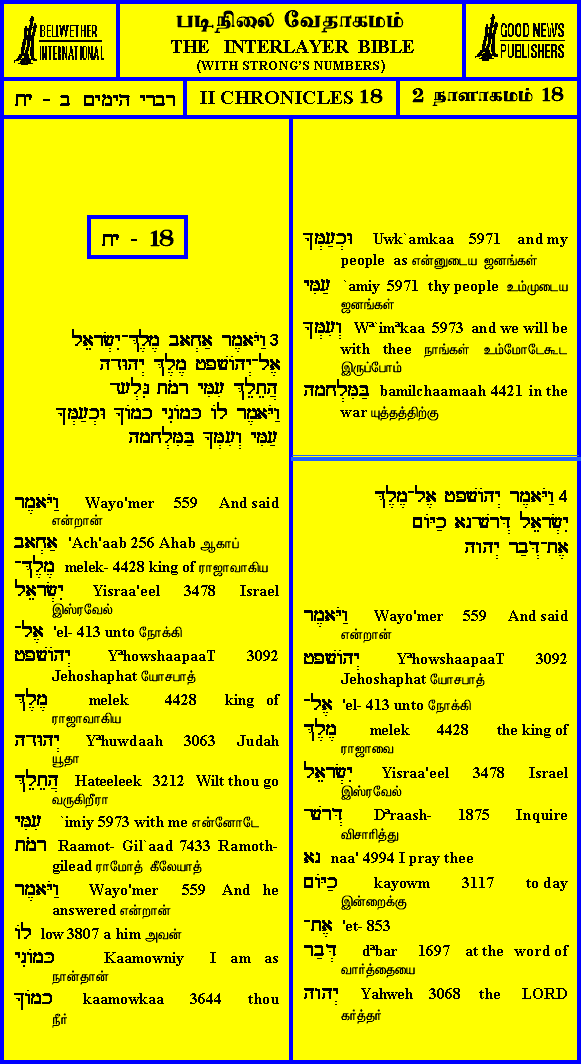 BELLWETHER
INTERNATIONAL
படிநிலை வேதாகமம்
THE INTERLAYER BIBLE
(WITH STRONG'S NUMBERS)
GOOD NEWS
PUBLISHERS
דברי הימים ב - יח
II CHRONICLES 18
2 நாளாகமம் 18
יח - 18
3 וַיֹּאמֶר אַחְאָב מֶלֶךְ־יִשְׂרָאֵל
אֶל־יְהוֹשָׁפָט מֶלֶךְ יְהוּדָה
הֲתֵלֵךְ עִמִּי רָמֹת גִּלְעָד
וַיֹּאמֶר לוֹ כָּמוֹנִי כָמוֹךָ וּכְעַמְּךָ
עַמִּי וְעִמְּךָ בַּמִּלְחָמָה
וַיֹּאמֶר Wayo'mer 559 And said
என்றான்
אַחְאָב 'Ach'aab 256 Ahab ஆகாப்
מֶלֶךְ־ melek- 4428 king of ராஜாவாகிய
יִשְׂרָאֵל Yisraa'eel 3478 Israel
இஸ்ரவேல்
אֶל־ 'el- 413 unto நோக்கி
יְהוֹשָׁפָט YªhowshaapaaT 3092
Jehoshaphat யோசபாத்
מֶלֶךְ melek 4428 king of
ராஜாவாகிய
יְהוּדָה Yªhuwdaah 3063 Judah
யூதா
הֲתֵלֵךְ Hateeleek 3212 Wilt thou go
வருகிறீரா
עִמִּי `imiy 5973 with me என்னோடே
רָמֹת Raamot- Gil`aad 7433 Ramoth-
gilead ராமோத் கீலேயாத்
וַיֹּאמֶר Wayo'mer 559 And he
answered என்றான்
לוֹ low 3807 a him அவன்
כָּמוֹנִי Kaamowniy I am as
நான்தான்
כָמוֹךָ kaamowkaa 3644 thou
நீர்
וּכְעַמְּךָ Uwk`amkaa 5971 and my
people as என்னுடைய ஜனங்கள்
עַמִּי `amiy 5971 thy people உம்முடைய
ஜனங்கள்
וְעִמְּךָ Wª`imªkaa 5973 and we will be
with thee நாங்கள் உம்மோடேகூட
இருப்போம்
בַּמִּלְחָמָה bamilchaamaah 4421 in the
war யுத்தத்திற்கு
4 וַיֹּאמֶר יְהוֹשָׁפָט אֶל־מֶלֶךְ
יִשְׂרָאֵל דְּרָשׁ־נָא כַיּוֹם
אֶת־דְּבַר יְהוָה
וַיֹּאמֶר Wayo'mer 559 And said
என்றான்
יְהוֹשָׁפָט YªhowshaapaaT 3092
Jehoshaphat யோசபாத்
אֶל־ 'el- 413 unto நோக்கி
מֶלֶךְ melek 4428 the king of
ராஜாவை
יִשְׂרָאֵל Yisraa'eel 3478 Israel
இஸ்ரவேல்
דְּרָשׁ־ Dªraash- 1875 Inquire
விசாரித்து
נָא naa' 4994 I pray thee
כַיּוֹם kayowm 3117 to day
இன்றைக்கு
אֶת־ 'et- 853
דְּבַר dªbar 1697 at the word of
வார்த்தையை
יְהוָה Yahweh 3068 the LORD
கர்த்தர்